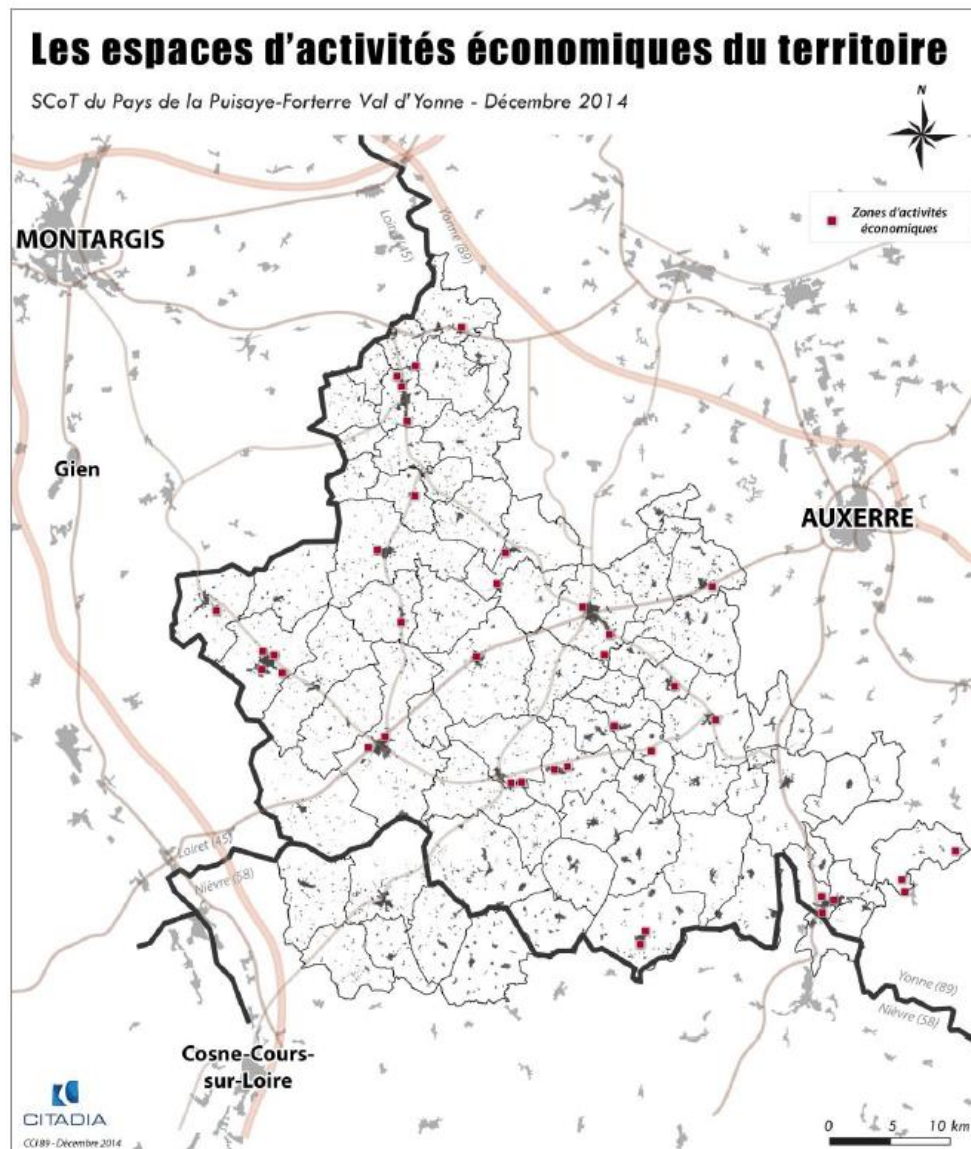 Les espaces d'activités économiques du territoire
SCoT du Pays de la Puisaye-Forterre Val d'Yonne - Décembre 2014
N
Zones d'activités
économiques
MONTARGIS
Loiret (45)
Yonne (89)
Gien
AUXERRE
Loiret (45)
Nièvre (58)
Yonne (89)
Nièvre (58)
Cosne-Cours-
sur-Loire
CITADIA
CCI 89 - Décembre 2014
0 5 10 km